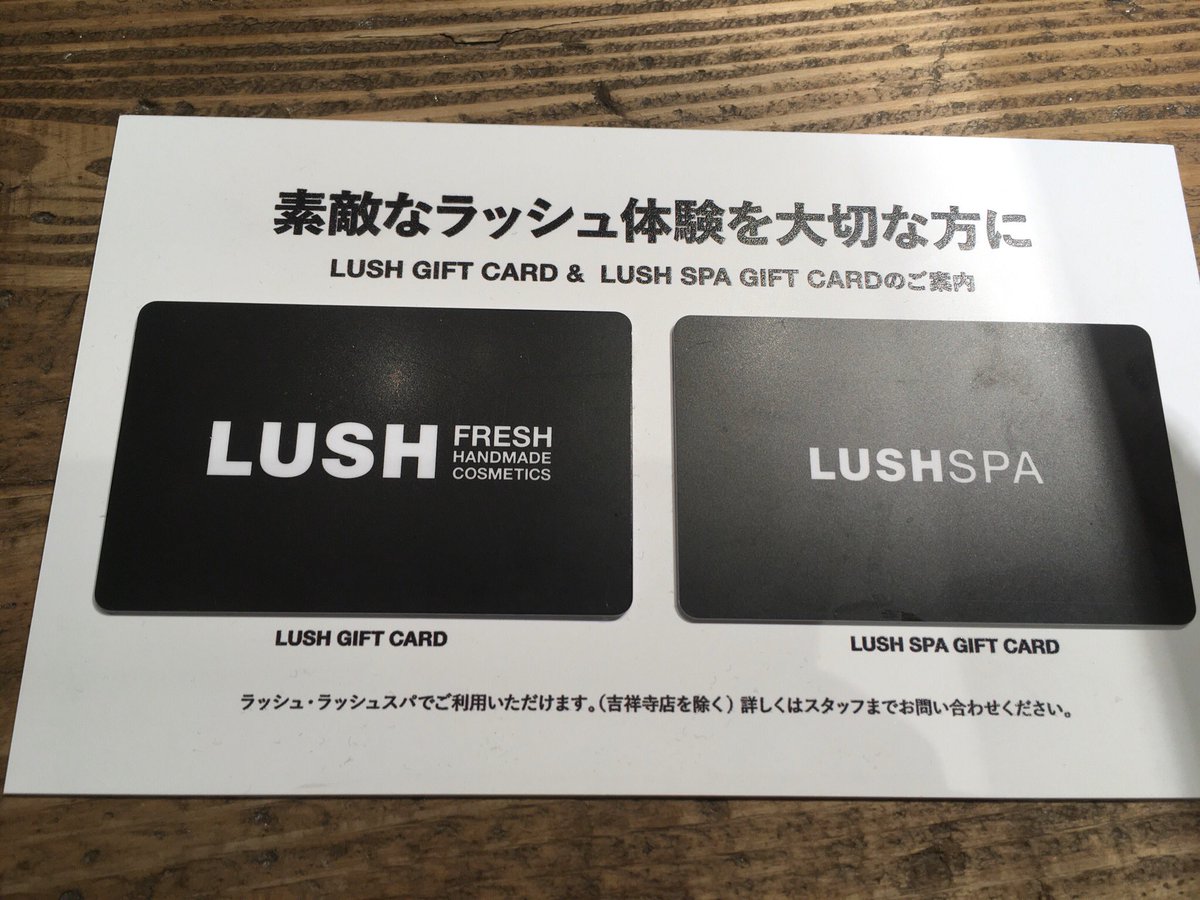 素敵なラッシュ体験を大切な方に
LUSH GIFT CARD & LUSH SPA GIFT CARDのご案内
LUSH FRESH
HANDMADE
COSMETICS
LUSHSPA
LUSH GIFT CARD
LUSH SPA GIFT CARD
ラッシュ・ラッシュスパでご利用いただけます。(吉祥寺店を除く) 詳しくはスタッフまでお問い合わせください。